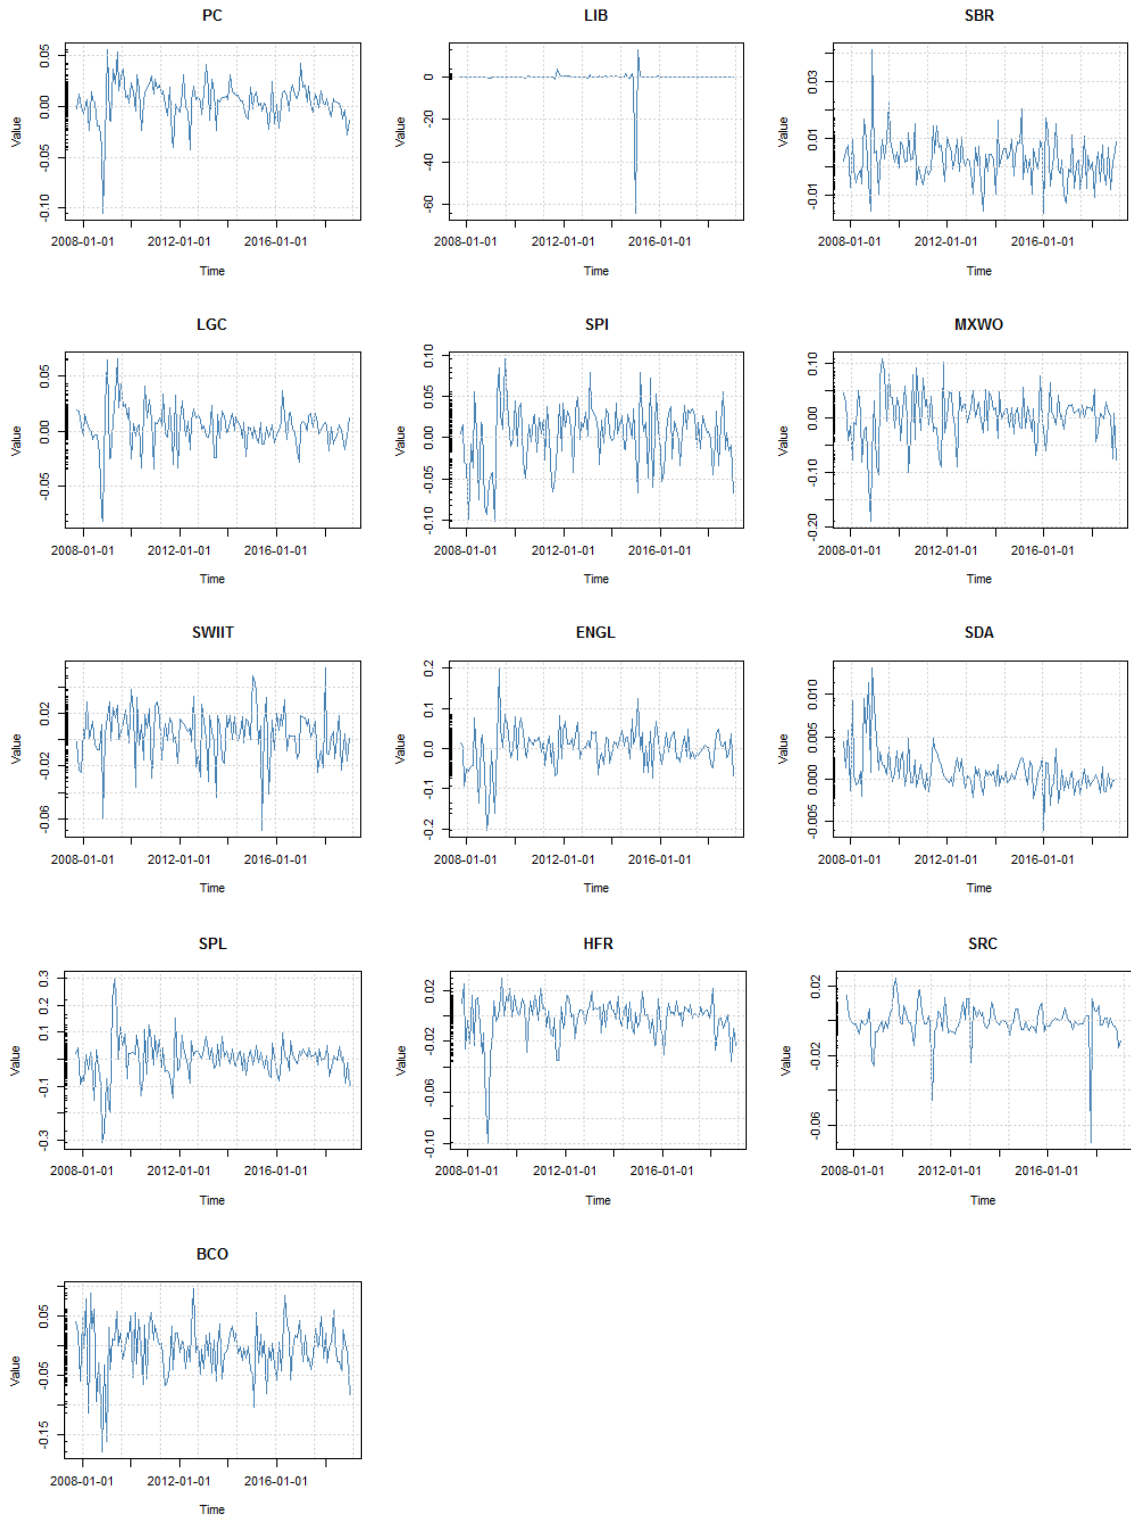 PC
Value
0.05
0.00
-0.05
-0.10
2008-01-01 2012-01-01 2016-01-01
Time
LIB
Value
0
-20
-40
-60
2008-01-01 2012-01-01 2016-01-01
Time
SBR
Value
0.03
0.01
-0.01
2008-01-01 2012-01-01 2016-01-01
Time
LGC
Value
0.05
0.00
-0.05
2008-01-01 2012-01-01 2016-01-01
Time
SPI
Value
0.10
0.05
0.00
-0.05
-0.10
2008-01-01 2012-01-01 2016-01-01
Time
MXWO
Value
0.10
0.00
-0.10
-0.20
2008-01-01 2012-01-01 2016-01-01
Time
SWIIT
Value
0.02
-0.02
-0.06
2008-01-01 2012-01-01 2016-01-01
Time
ENGL
Value
0.2
0.1
0.0
-0.1
-0.2
2008-01-01 2012-01-01 2016-01-01
Time
SDA
Value
0.010
0.005
0.000
-0.005
2008-01-01 2012-01-01 2016-01-01
Time
SPL
Value
0.3
0.2
0.1
-0.1
-0.3
2008-01-01 2012-01-01 2016-01-01
Time
HFR
Value
0.02
-0.02
-0.06
-0.10
2008-01-01 2012-01-01 2016-01-01
Time
SRC
Value
0.02
-0.02
-0.06
2008-01-01 2012-01-01 2016-01-01
Time
BCO
Value
0.05
-0.05
-0.15
2008-01-01 2012-01-01 2016-01-01
Time